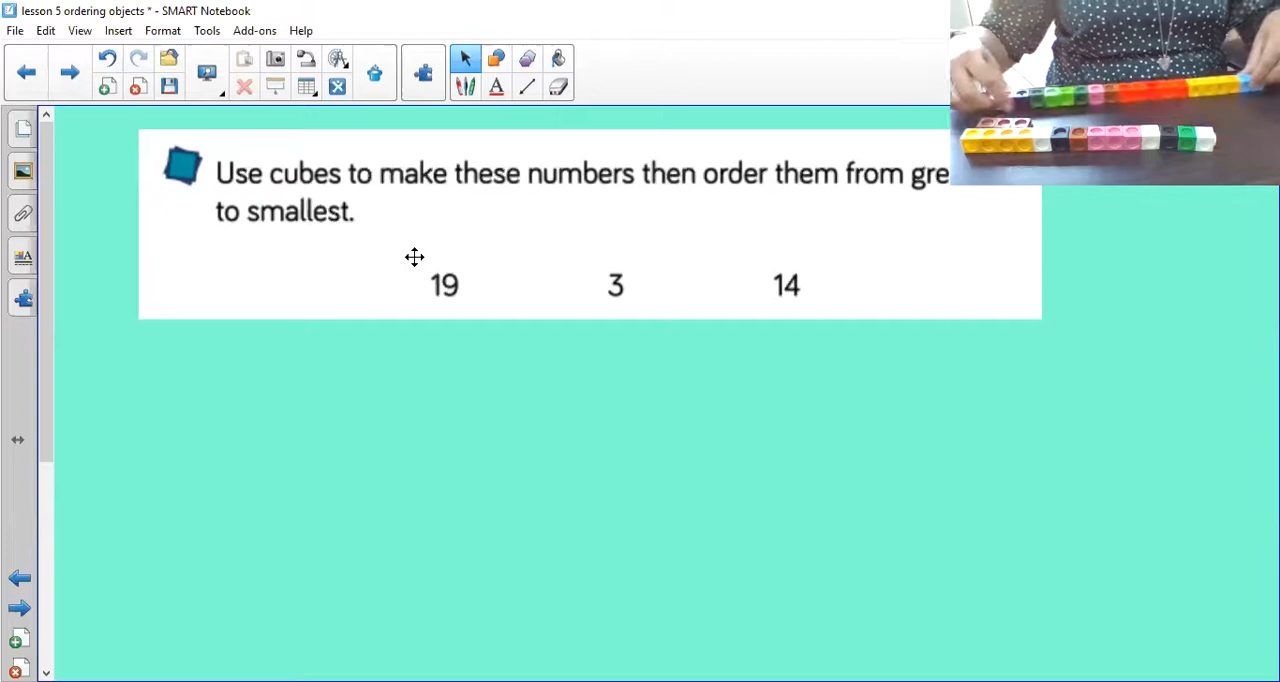 lesson 5 ordering objects * - SMART Notebook
File Edit View Insert Format Tools Add-ons Help
Use cubes to make these numbers then order them from gre
to smallest.
19 3 14